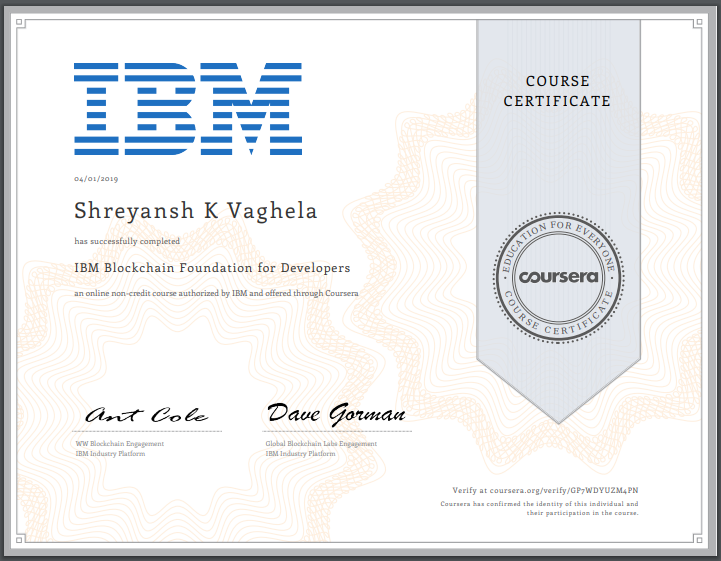 IBM
04/01/2019
Shreyansh K Vaghela
has successfully completed
IBM Blockchain Foundation for Developers
an online non-credit course authorized by IBM and offered through Coursera
Ant Cole
WW Blockchain Engagement
IBM Industry Platform
Dave Gorman
Global Blockchain Labs Engagement
IBM Industry Platform
COURSE
CERTIFICATE
EDUCATION FOR EVERYONE
coursera
COURSE CERTIFICATE
Verify at coursera.org/verify/GP7WDYUZM4PN
Coursera has confirmed the identity of this individual and
their participation in the course.